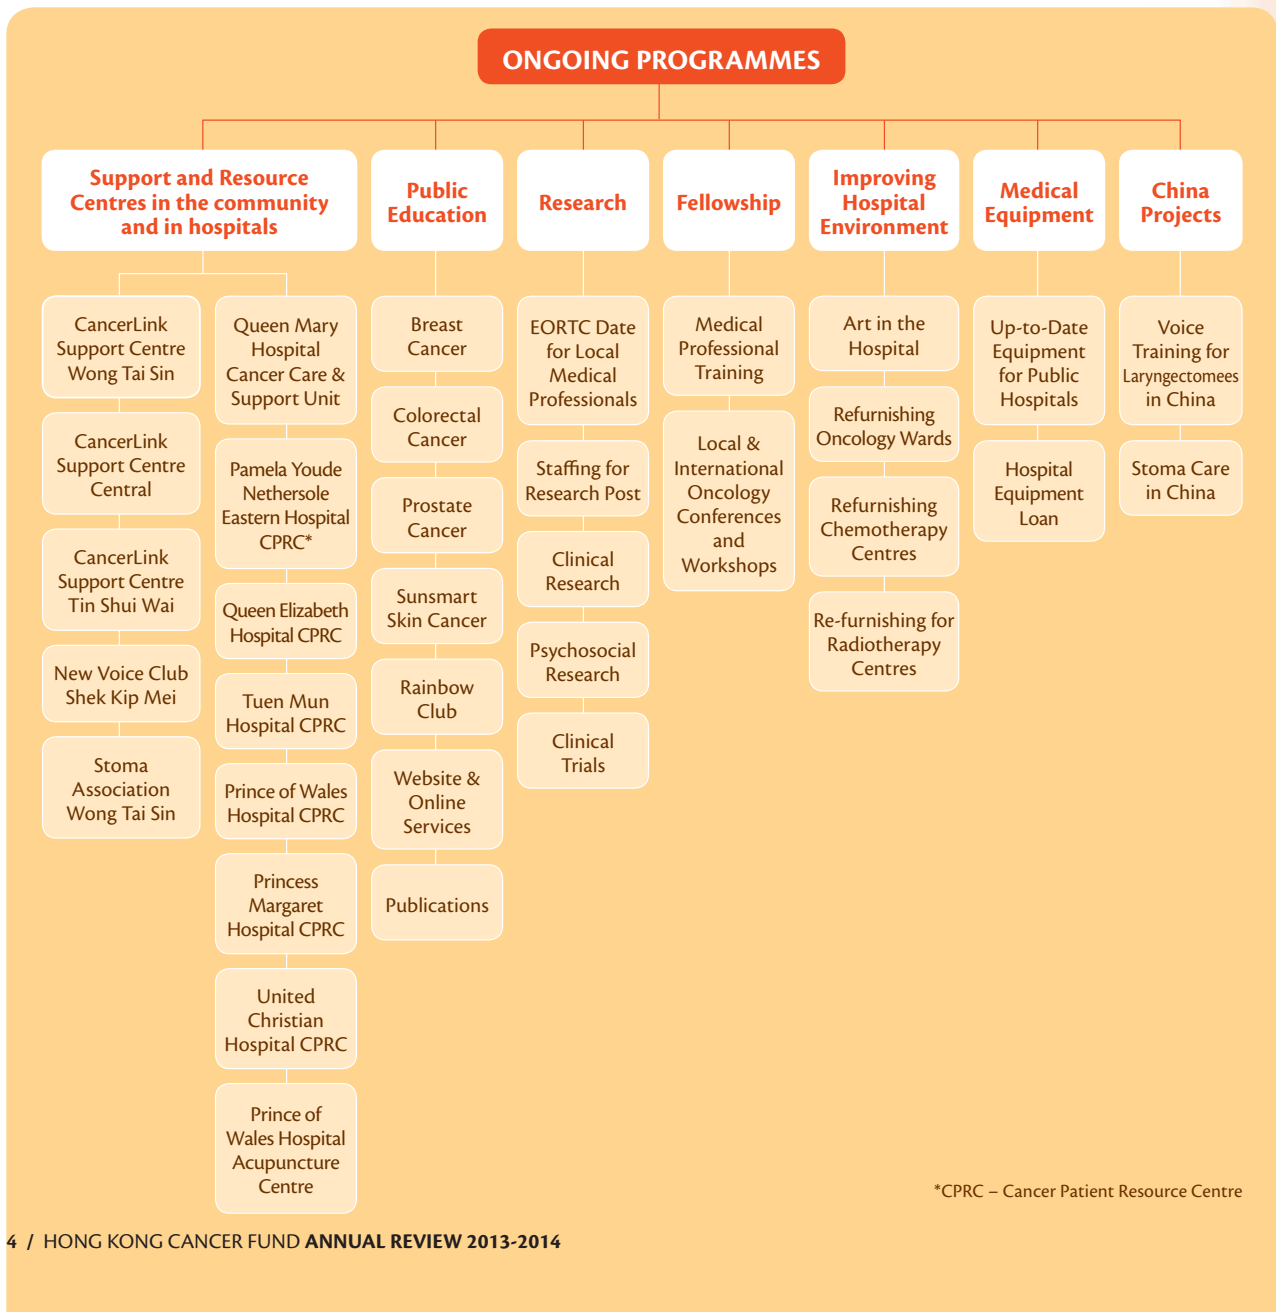 ONGOING PROGRAMMES
Support and Resource
Centres in the community
and in hospitals
CancerLink
Support Centre
Wong Tai Sin
CancerLink
Support Centre
Central
CancerLink
Support Centre
Tin Shui Wai
New Voice Club
Shek Kip Mei
Stoma
Association
Wong Tai Sin
Queen Mary
Hospital
Cancer Care &
Support Unit
Pamela Youde
Nethersole
Eastern Hospital
CPRC*
Queen Elizabeth
Hospital CPRC
Tuen Mun
Hospital CPRC
Prince of Wales
Hospital CPRC
Princess
Margaret
Hospital CPRC
United
Christian
Hospital CPRC
Prince of
Wales Hospital
Acupuncture
Centre
Public
Education
Breast
Cancer
Colorectal
Cancer
Prostate
Cancer
Sunsmart
Skin Cancer
Rainbow
Club
Website &
Online
Services
Publications
Research
EORTC Date
for Local
Medical
Professionals
Staffing for
Research Post
Clinical
Research
Psychosocial
Research
Clinical
Trials
Fellowship
Medical
Professional
Training
Local &
International
Oncology
Conferences
and
Workshops
Improving
Hospital
Environment
Art in the
Hospital
Refurnishing
Oncology Wards
Refurnishing
Chemotherapy
Centres
Re-furnishing for
Radiotherapy
Centres
Medical
Equipment
Up-to-Date
Equipment
for Public
Hospitals
Hospital
Equipment
Loan
China
Projects
Voice
Training for
Laryngectomees
in China
Stoma Care
in China
*CPRC – Cancer Patient Resource Centre
4 / HONG KONG CANCER FUND ANNUAL REVIEW 2013-2014